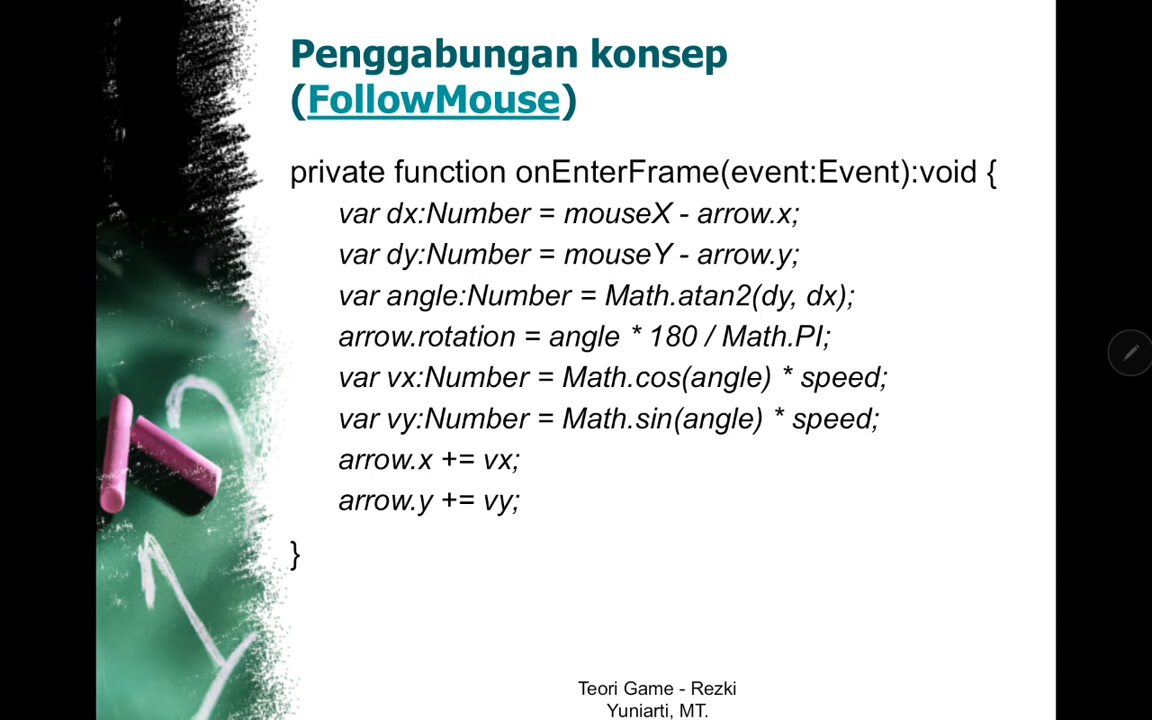 Penggabungan konsep
(FollowMouse)
private function onEnterFrame(event:Event):void {
var dx:Number = mouseX - arrow.x;
var dy:Number = mouseY - arrow.y;
var angle:Number = Math.atan2(dy, dx);
arrow.rotation = angle * 180 / Math.PI;
var vx:Number = Math.cos(angle) * speed;
var vy:Number = Math.sin(angle) * speed;
arrow.x += vx;
arrow.y += vy;
}
Teori Game - Rezki
Yuniarti, MT.